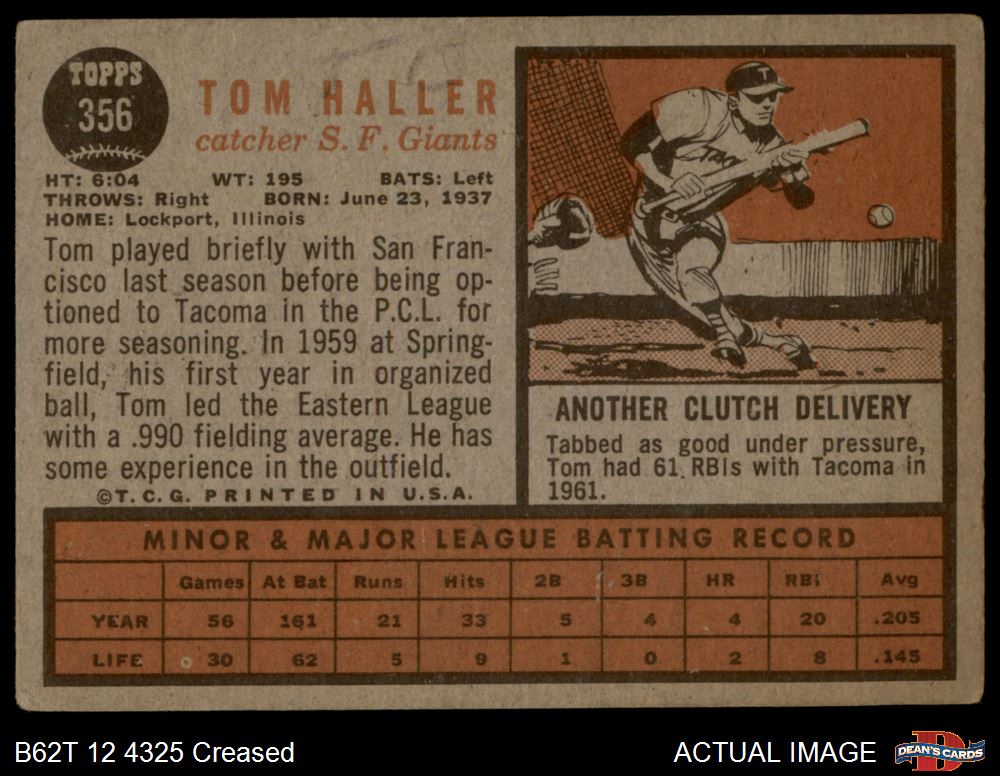 TOPPS
356
TOM HALLER
catcher S. F. Giants
HT: 6:04 WT: 195 BATS: Left
THROWS: Right BORN: June 23, 1937
HOME: Lockport, Illinois
Tom played briefly with San Fran-
cisco last season before being op-
tioned to Tacoma in the P.C.L. for
more seasoning. In 1959 at Spring-
field, his first year in organized
ball, Tom led the Eastern League
with a .990 fielding average. He has
some experience in the outfield.
©T.C.G. PRINTED IN U.S.A.
T
ANOTHER CLUTCH DELIVERY
Tabbed as good under pressure,
Tom had 61 RBIs with Tacoma in
1961.
MINOR & MAJOR LEAGUE BATTING RECORD
Games At Bat Runs Hits 2B 3B HR RBI Avg
YEAR 56 161 21 33 5 4 4 20 .205
LIFE 30 62 5 9 1 0 2 8 .145
B62T 12 4325 Creased
ACTUAL IMAGE
DEAN'S CARDS